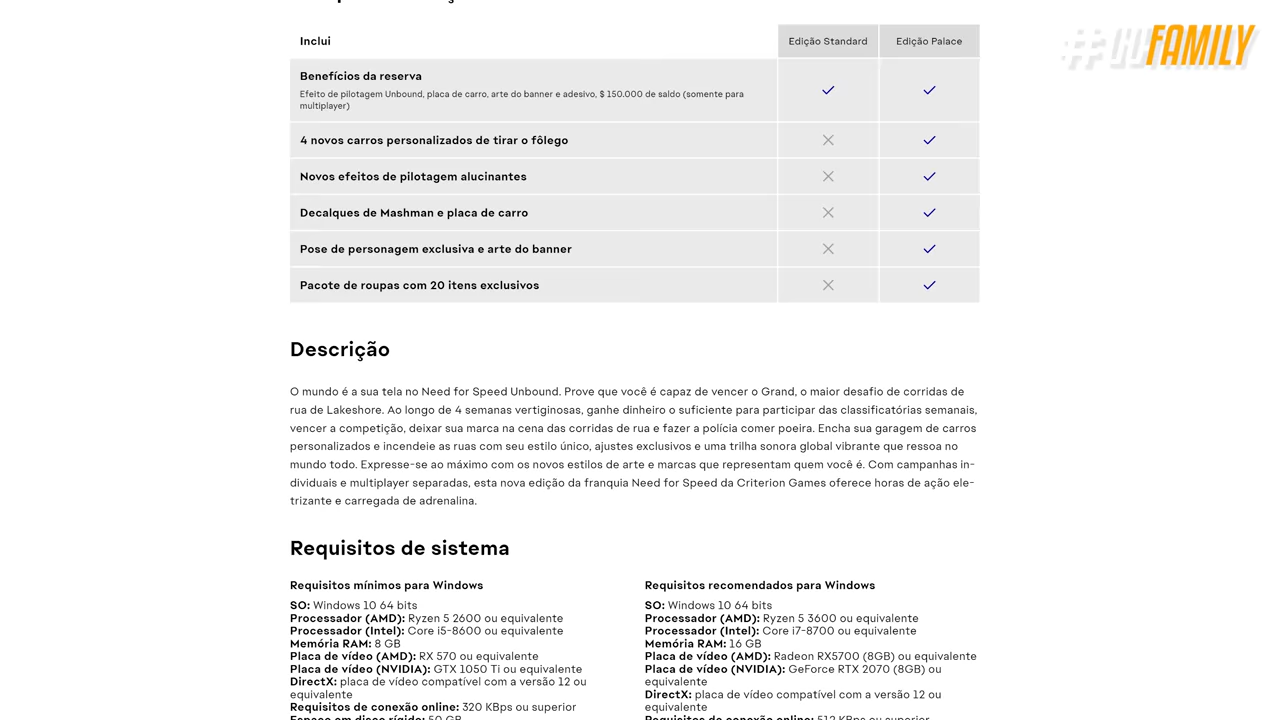 #GGFAMILY
Inclui
Edição Standard
Edição Palace
Benefícios da reserva
Efeito de pilotagem Unbound, placa de carro, arte do banner e adesivo, $ 150.000 de saldo (somente para
multiplayer)
4 novos carros personalizados de tirar o fôlego
Novos efeitos de pilotagem alucinantes
Decalques de Mashman e placa de carro
Pose de personagem exclusiva e arte do banner
Pacote de roupas com 20 itens exclusivos
Descrição
O mundo é a sua tela no Need for Speed Unbound. Prove que você é capaz de vencer o Grand, o maior desafio de corridas de
rua de Lakeshore. Ao longo de 4 semanas vertiginosas, ganhe dinheiro o suficiente para participar das classificatórias semanais,
vencer a competição, deixar sua marca na cena das corridas de rua e fazer a polícia comer poeira. Encha sua garagem de carros
personalizados e incendeie as ruas com seu estilo único, ajustes exclusivos e uma trilha sonora global vibrante que ressoa no
mundo todo. Expresse-se ao máximo com os novos estilos de arte e marcas que representam quem você é. Com campanhas in-
dividuais e multiplayer separadas, esta nova edição da franquia Need for Speed da Criterion Games oferece horas de ação ele-
trizante e carregada de adrenalina.
Requisitos de sistema
Requisitos mínimos para Windows
SO: Windows 10 64 bits
Processador (AMD): Ryzen 5 2600 ou equivalente
Processador (Intel): Core i5-8600 ou equivalente
Memória RAM: 8 GB
Placa de vídeo (AMD): RX 570 ou equivalente
Placa de vídeo (NVIDIA): GTX 1050 Ti ou equivalente
DirectX: placa de vídeo compatível com a versão 12 ou
equivalente
Requisitos de conexão online: 320 KBps ou superior
Espaço em disco rígido: 50 GB
Requisitos recomendados para Windows
SO: Windows 10 64 bits
Processador (AMD): Ryzen 5 3600 ou equivalente
Processador (Intel): Core i7-8700 ou equivalente
Memória RAM: 16 GB
Placa de vídeo (AMD): Radeon RX5700 (8GB) ou equivalente
Placa de vídeo (NVIDIA): GeForce RTX 2070 (8GB) ou
equivalente
DirectX: placa de vídeo compatível com a versão 12 ou
equivalente
Requisitos de conexão online: 512 KBps ou superior